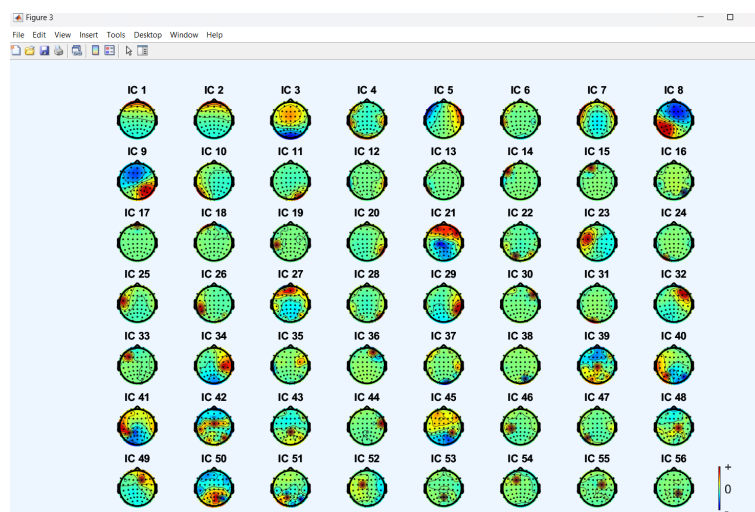 Figure 3
File Edit View Insert Tools Desktop Window Help
IC 1 IC 2 IC 3 IC 4 IC 5 IC 6 IC 7 IC 8
IC 9 IC 10 IC 11 IC 12 IC 13 IC 14 IC 15 IC 16
IC 17 IC 18 IC 19 IC 20 IC 21 IC 22 IC 23 IC 24
IC 25 IC 26 IC 27 IC 28 IC 29 IC 30 IC 31 IC 32
IC 33 IC 34 IC 35 IC 36 IC 37 IC 38 IC 39 IC 40
IC 41 IC 42 IC 43 IC 44 IC 45 IC 46 IC 47 IC 48
IC 49 IC 50 IC 51 IC 52 IC 53 IC 54 IC 55 IC 56
+
0
-